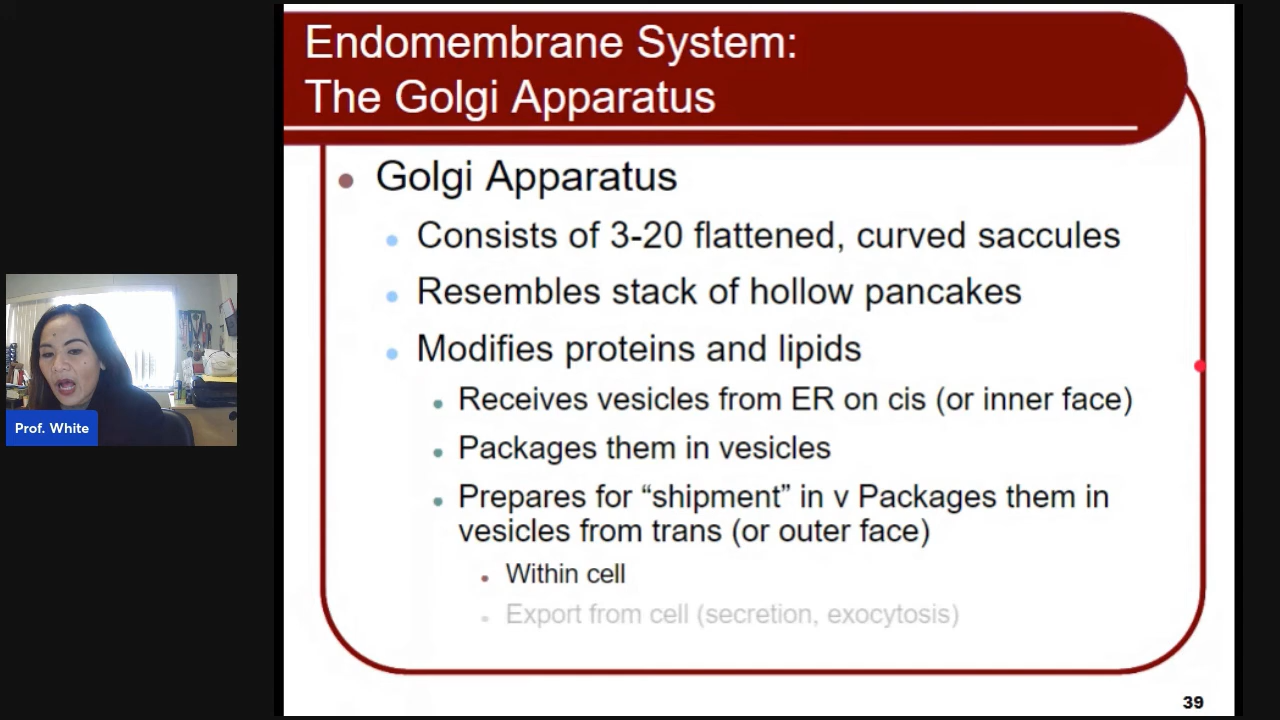 Endomembrane System:
The Golgi Apparatus
Golgi Apparatus
Consists of 3-20 flattened, curved saccules
Resembles stack of hollow pancakes
Modifies proteins and lipids
Receives vesicles from ER on cis (or inner face)
Packages them in vesicles
Prepares for “shipment” in v Packages them in
vesicles from trans (or outer face)
Within cell
Export from cell (secretion, exocytosis)
Prof. White
39